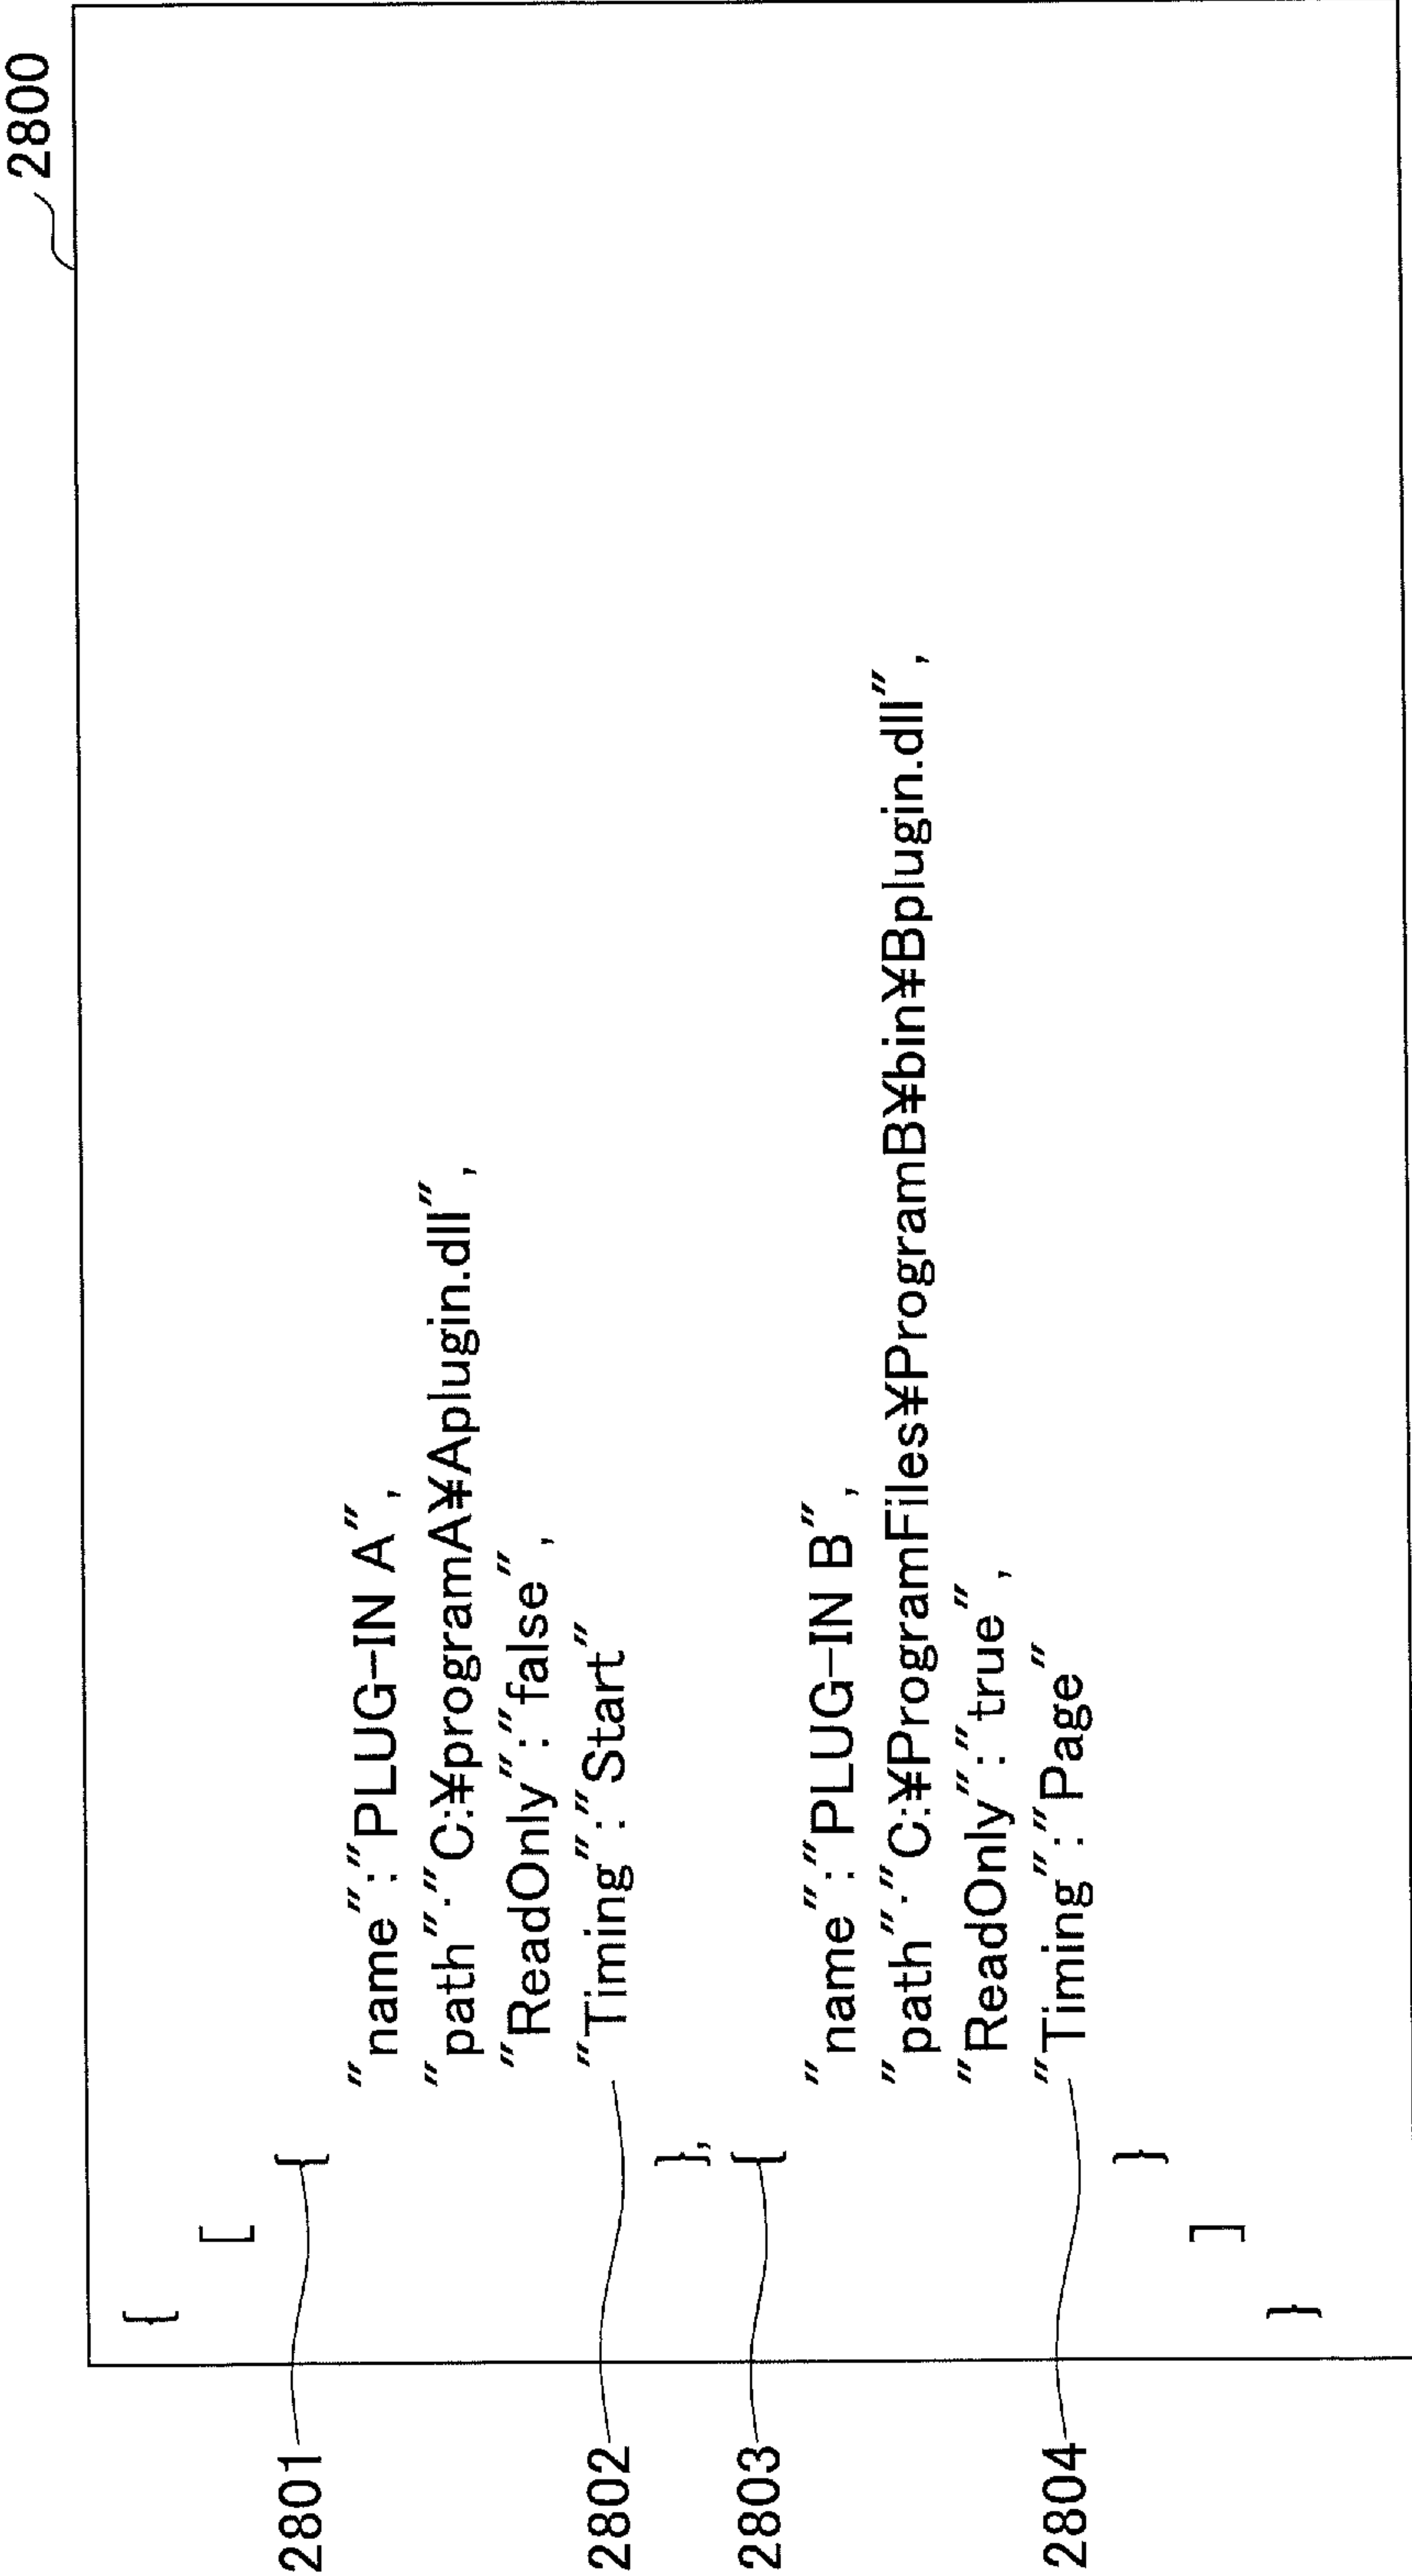 2800
{
[
2801 {
"name":"PLUG-IN A",
"path":"C:¥programA¥Aplugin.dll",
"ReadOnly":"false",
2802 "Timing":"Start"
},
2803 {
"name":"PLUG-IN B",
"path":"C:¥ProgramFiles¥ProgramB¥bin¥Bplugin.dll",
"ReadOnly":"true",
2804 "Timing":"Page"
}
]
}